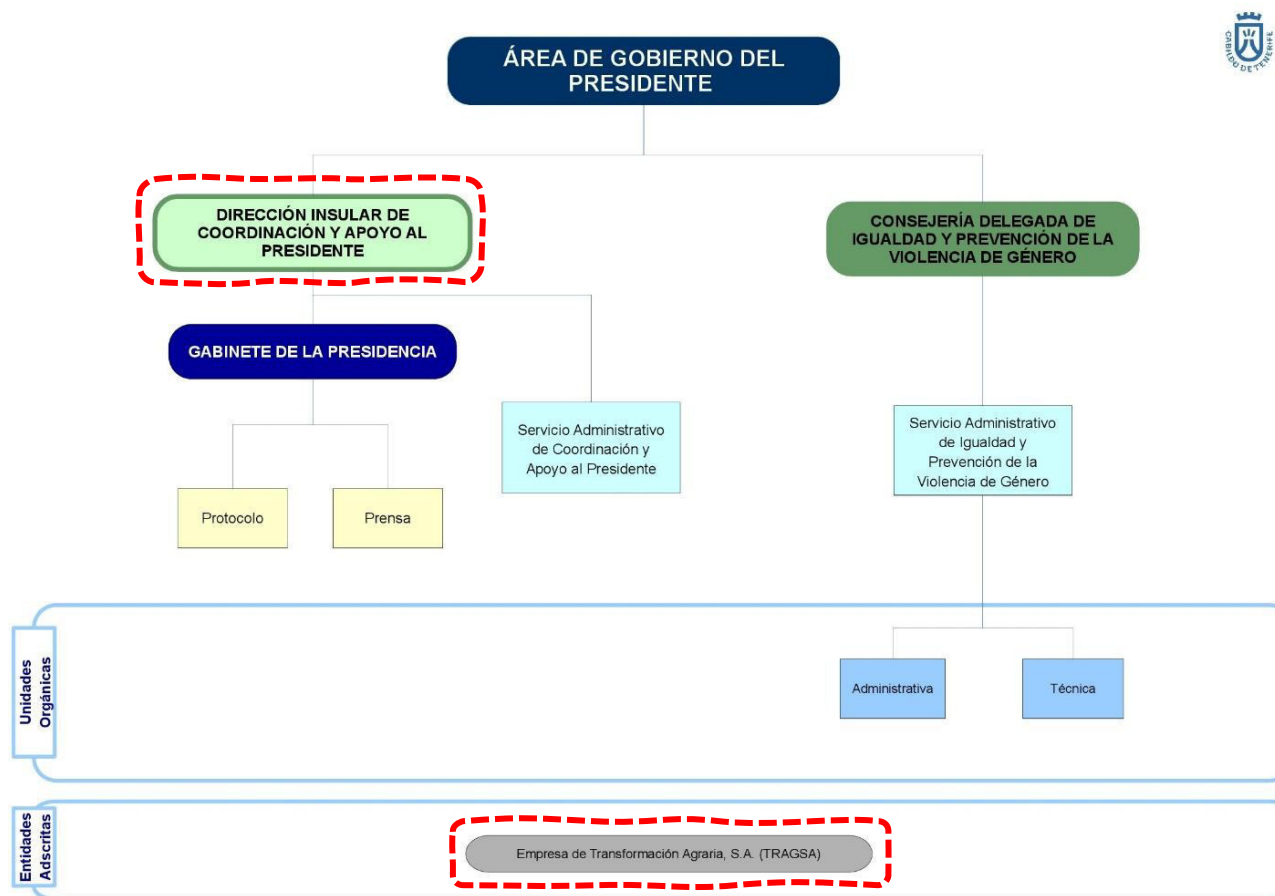 CABILDO DE TENERIFE
ÁREA DE GOBIERNO DEL
PRESIDENTE
DIRECCIÓN INSULAR DE
COORDINACIÓN Y APOYO AL
PRESIDENTE
CONSEJERÍA DELEGADA DE
IGUALDAD Y PREVENCIÓN DE LA
VIOLENCIA DE GÉNERO
GABINETE DE LA PRESIDENCIA
Servicio Administrativo
de Coordinación y
Apoyo al Presidente
Servicio Administrativo
de Igualdad y
Prevención de la
Violencia de Género
Protocolo
Prensa
Unidades
Orgánicas
Administrativa
Técnica
Entidades
Adscritas
Empresa de Transformación Agraria, S.A. (TRAGSA)